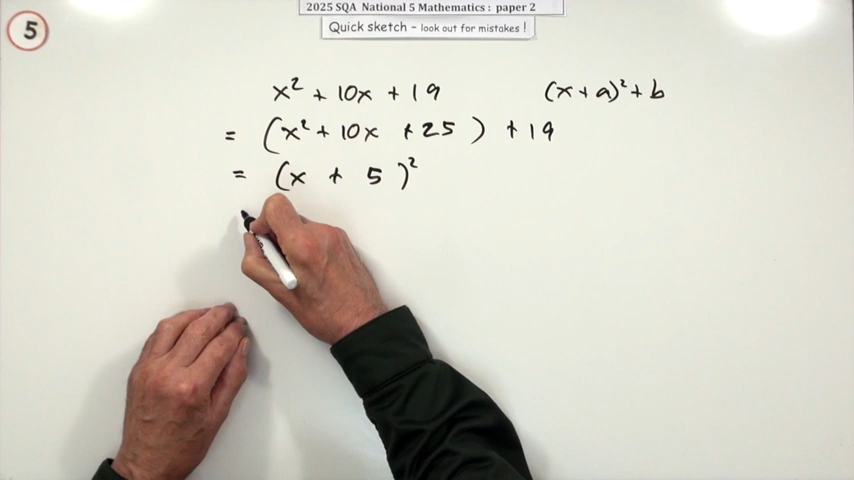 2025 SQA National 5 Mathematics : paper 2
Quick sketch – look out for mistakes !
5
x² + 10x + 19 (x + a)² + b
= (x² + 10x + 25 ) + 19
= (x + 5 )²